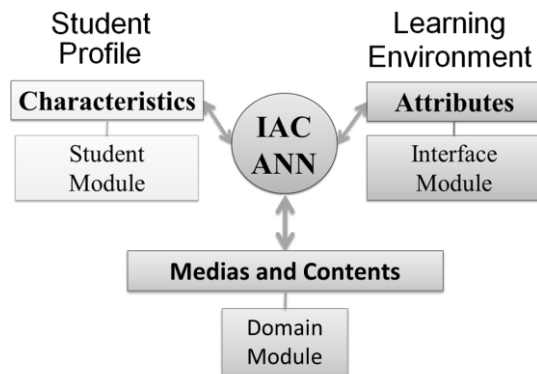 Student
Profile
Learning
Environment
Characteristics
Attributes
IAC
ANN
Student
Module
Interface
Module
Medias and Contents
Domain
Module